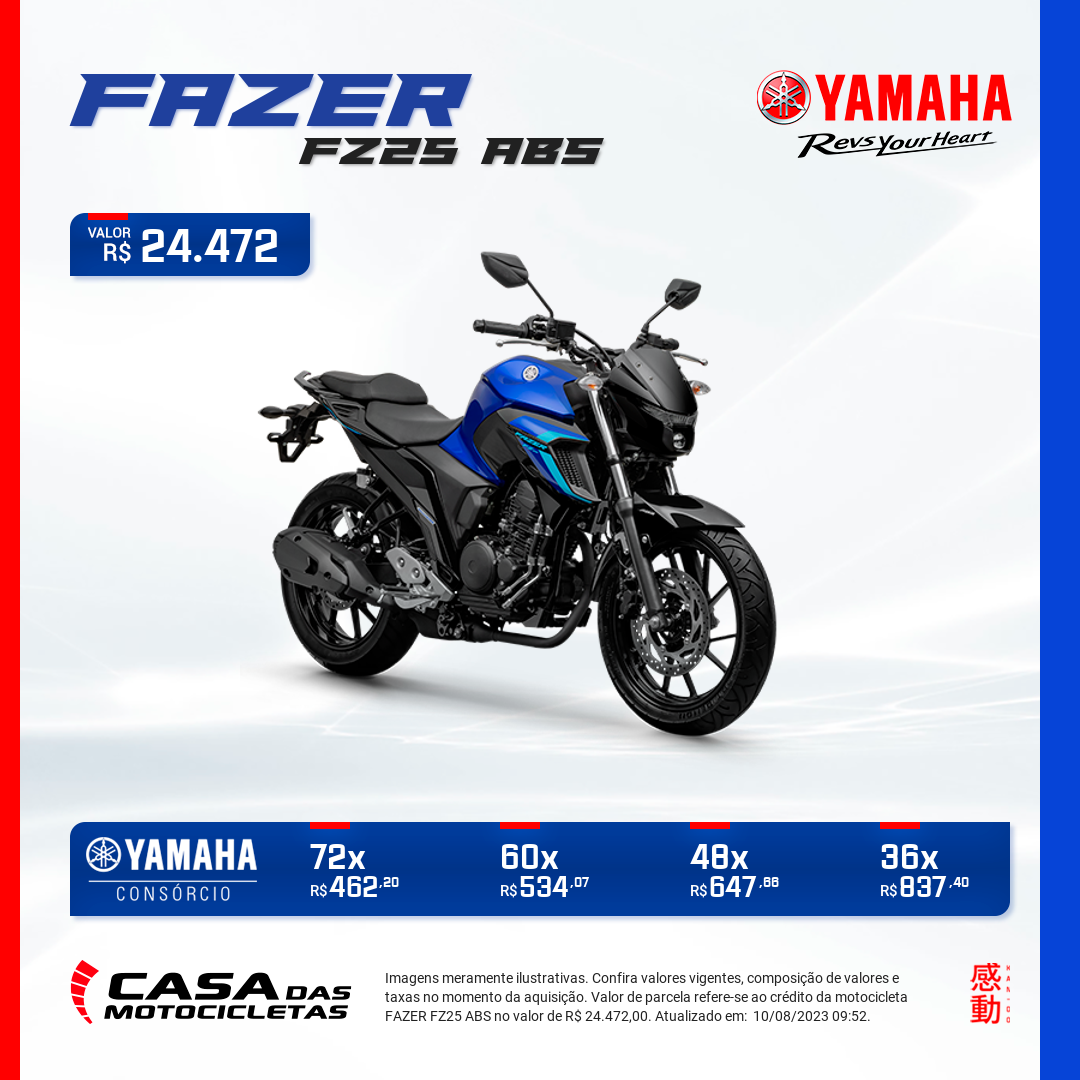 FAZER
FZ25 ABS
YAMAHA
Revs Your Heart
VALOR
R$ 24.472
FAZER
YAMAHA
CONSÓRCIO
72x
R$ 462,20
60x
R$ 534,07
48x
R$ 647,66
36x
R$ 837,40
CASA DAS
MOTOCICLETAS
Imagens meramente ilustrativas. Confira valores vigentes, composição de valores e
taxas no momento da aquisição. Valor de parcela refere-se ao crédito da motocicleta
FAZER FZ25 ABS no valor de R$ 24.472,00. Atualizado em: 10/08/2023 09:52.
感動